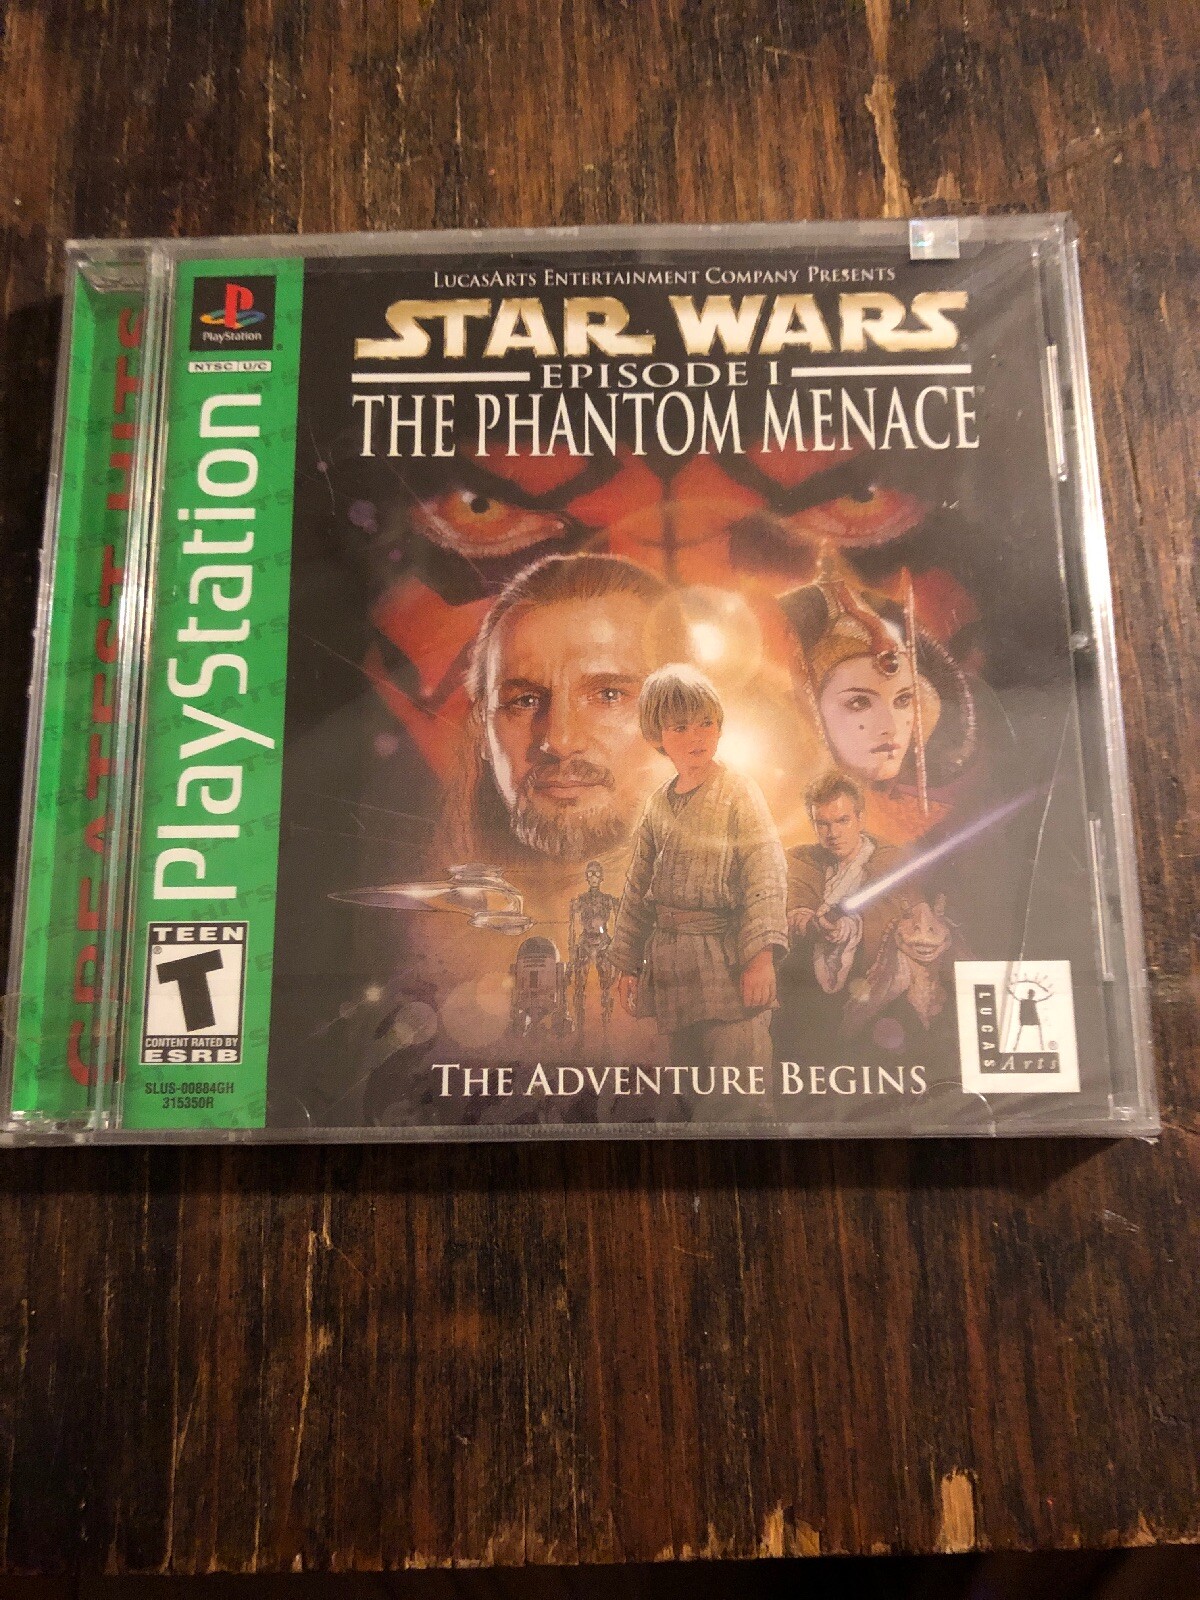 GREATEST HITS
PlayStation
NTSC U/C
PlayStation
TEEN
T
CONTENT RATED BY
ESRB
SLUS-00884GH
315350R
LUCASARTS ENTERTAINMENT COMPANY PRESENTS
STAR WARS
EPISODE I
THE PHANTOM MENACE
THE ADVENTURE BEGINS
LUCAS
Arts